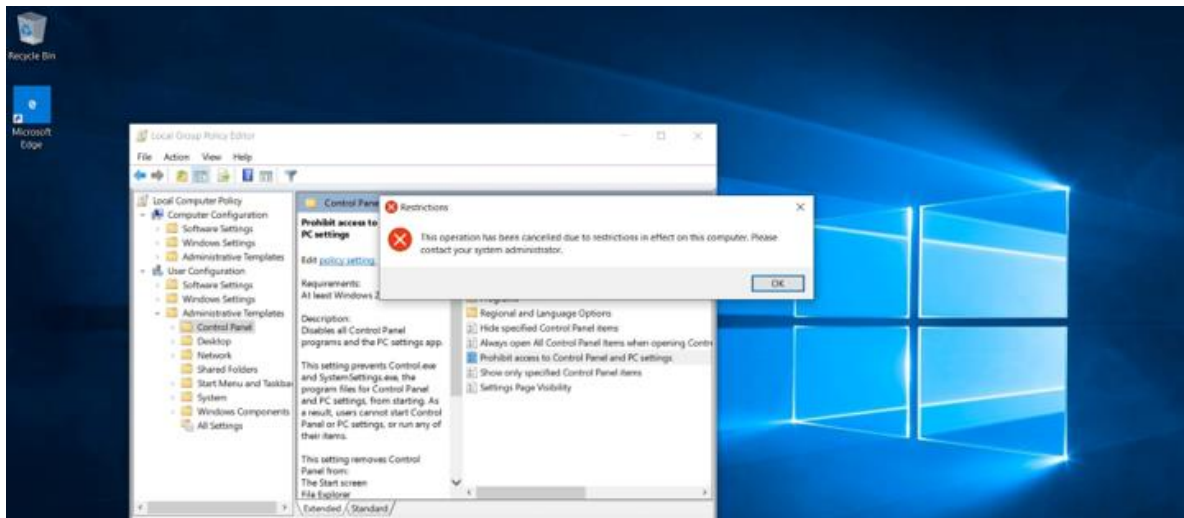 Recycle Bin
Microsoft
Edge
Local Group Policy Editor
File Action View Help
Local Computer Policy
Computer Configuration
Software Settings
Windows Settings
Administrative Templates
User Configuration
Software Settings
Windows Settings
Administrative Templates
Control Panel
Desktop
Network
Shared Folders
Start Menu and Taskbar
System
Windows Components
All Settings
Control Pane
Prohibit access to
PC settings
Edit policy setting.
Requirements:
At least Windows 2
Description:
Disables all Control Panel
programs and the PC settings app.
This setting prevents Control.exe
and SystemSettings.exe, the
program files for Control Panel
and PC settings, from starting. As
a result, users cannot start Control
Panel or PC settings, or run any of
their items.
This setting removes Control
Panel from:
The Start screen
File Explorer
Programs
Regional and Language Options
Hide specified Control Panel items
Always open All Control Panel items when opening Contr
Prohibit access to Control Panel and PC settings
Show only specified Control Panel items
Settings Page Visibility
Extended Standard
Restrictions
This operation has been cancelled due to restrictions in effect on this computer. Please
contact your system administrator.
OK